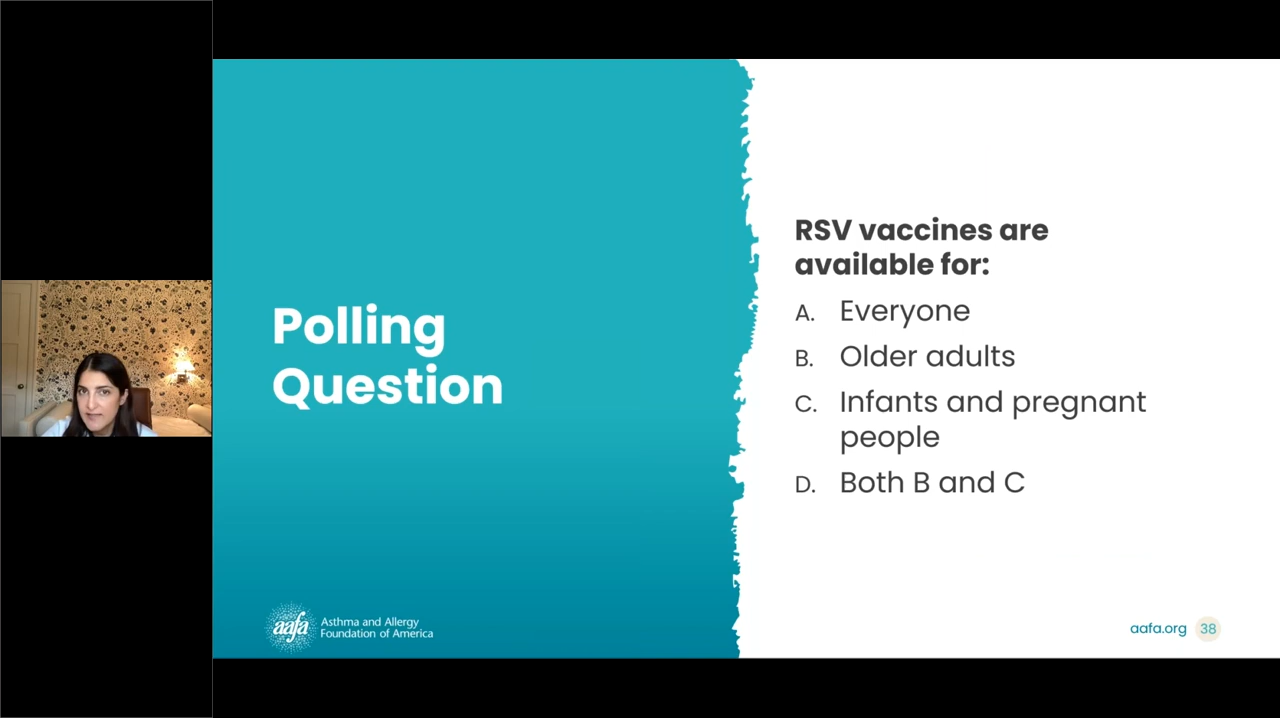 Polling
Question
RSV vaccines are
available for:
A. Everyone
B. Older adults
C. Infants and pregnant
people
D. Both B and C
aafa
Asthma and Allergy
Foundation of America
aafa.org 38